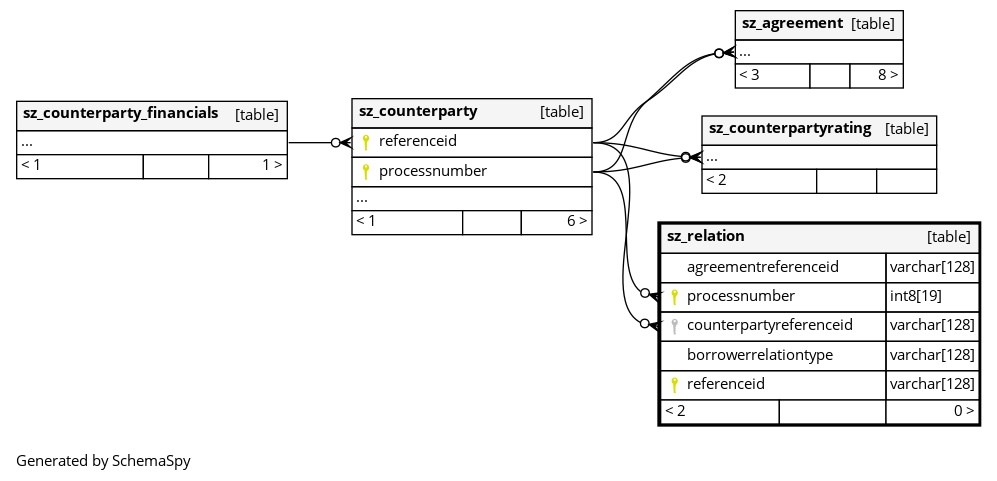 sz_agreement [table]
...
< 3 8 >
sz_counterparty_financials [table]
...
< 1 1 >
sz_counterparty [table]
referenceid
processnumber
...
< 1 6 >
sz_counterpartyrating [table]
...
< 2
sz_relation [table]
agreementreferenceid varchar[128]
processnumber int8[19]
counterpartyreferenceid varchar[128]
borrowerrelationtype varchar[128]
referenceid varchar[128]
< 2 0 >
Generated by SchemaSpy